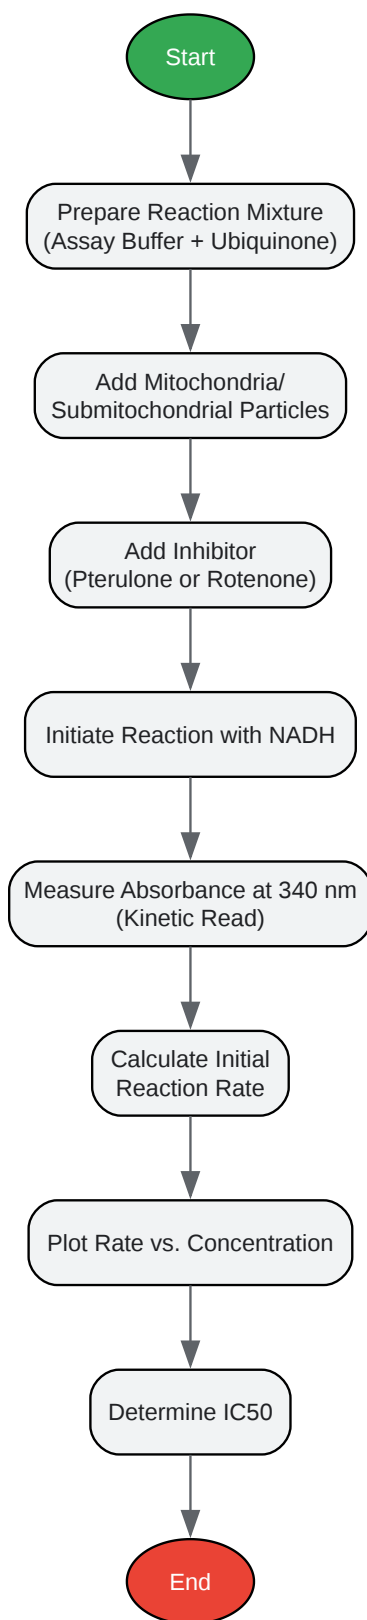 Start
Prepare Reaction Mixture
(Assay Buffer + Ubiquinone)
Add Mitochondria/
Submitochondrial Particles
Add Inhibitor
(Pterulone or Rotenone)
Initiate Reaction with NADH
Measure Absorbance at 340 nm
(Kinetic Read)
Calculate Initial
Reaction Rate
Plot Rate vs. Concentration
Determine IC50
End